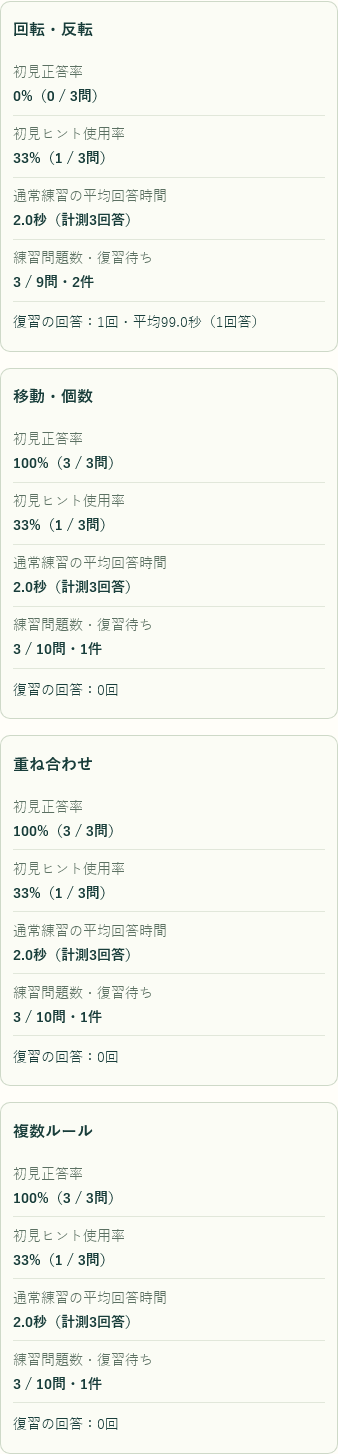 回転・反転
初見正答率
0%（0 / 3問）
初見ヒント使用率
33%（1 / 3問）
通常練習の平均回答時間
2.0秒（計測3回答）
練習問題数・復習待ち
3 / 9問・2件
復習の回答：1回・平均99.0秒（1回答）
移動・個数
初見正答率
100%（3 / 3問）
初見ヒント使用率
33%（1 / 3問）
通常練習の平均回答時間
2.0秒（計測3回答）
練習問題数・復習待ち
3 / 10問・1件
復習の回答：0回
重ね合わせ
初見正答率
100%（3 / 3問）
初見ヒント使用率
33%（1 / 3問）
通常練習の平均回答時間
2.0秒（計測3回答）
練習問題数・復習待ち
3 / 10問・1件
復習の回答：0回
複数ルール
初見正答率
100%（3 / 3問）
初見ヒント使用率
33%（1 / 3問）
通常練習の平均回答時間
2.0秒（計測3回答）
練習問題数・復習待ち
3 / 10問・1件
復習の回答：0回